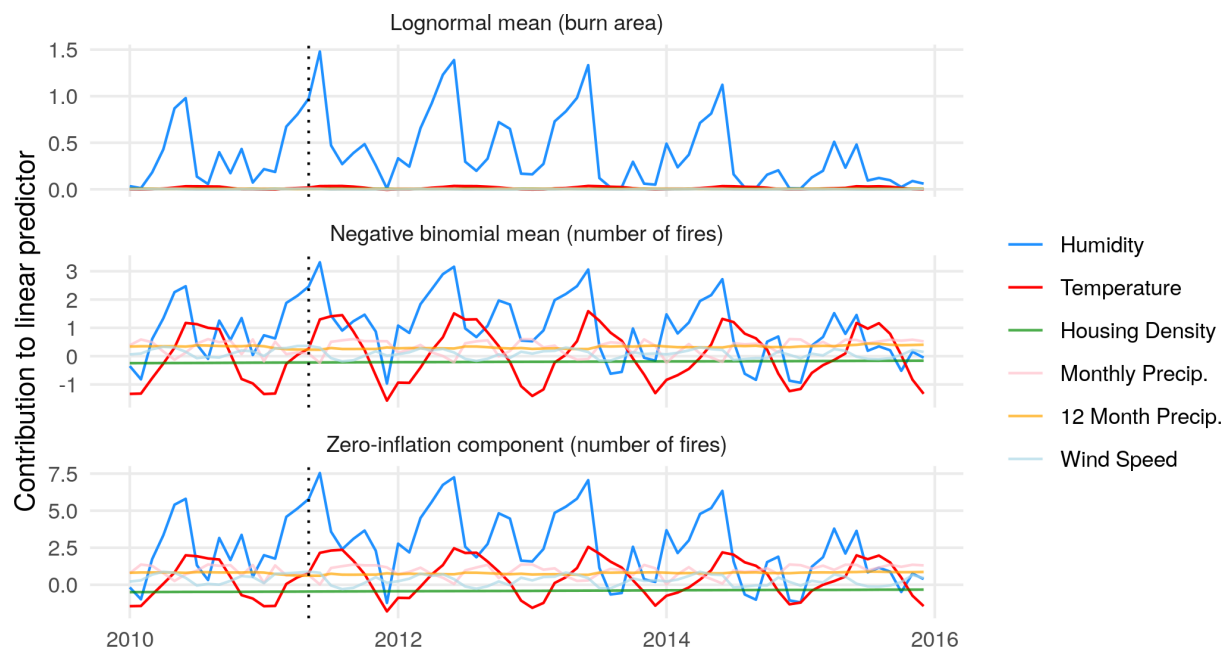 Lognormal mean (burn area)
1.5
1.0
0.5
0.0
Negative binomial mean (number of fires)
3
2
1
0
-1
Zero-inflation component (number of fires)
7.5
5.0
2.5
0.0
2010
2012
2014
2016
Contribution to linear predictor
Humidity
Temperature
Housing Density
Monthly Precip.
12 Month Precip.
Wind Speed